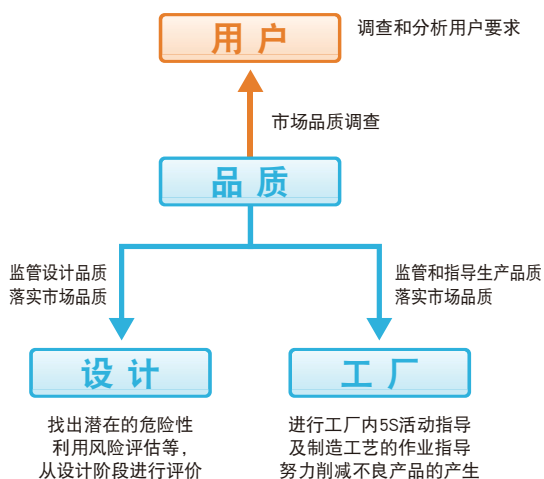 用户
调查和分析用户要求
市场品质调查
品质
监管设计品质
落实市场品质
监管和指导生产品质
落实市场品质
设计
工厂
找出潜在的危险性
利用风险评估等，
从设计阶段进行评价
进行工厂内5S活动指导
及制造工艺的作业指导
努力削减不良产品的产生